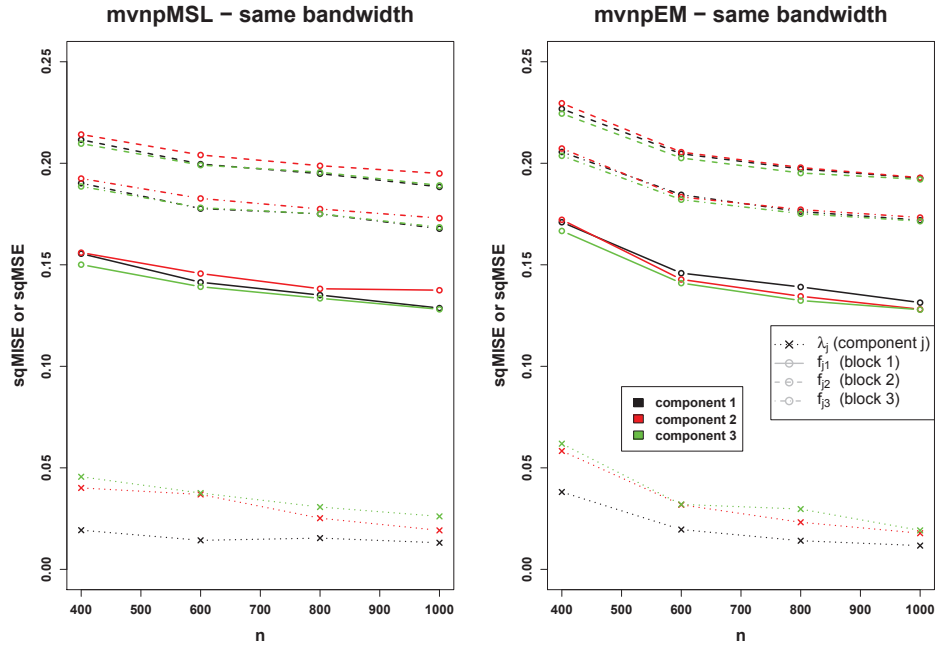 mvnpMSL − same bandwidth
sqMISE or sqMSE
0.25
0.20
0.15
0.10
0.05
0.00
400 500 600 700 800 900 1000
n
mvnpEM − same bandwidth
sqMISE or sqMSE
0.25
0.20
0.15
0.10
0.05
0.00
λj (component j)
fj1 (block 1)
fj2 (block 2)
fj3 (block 3)
component 1
component 2
component 3
400 500 600 700 800 900 1000
n